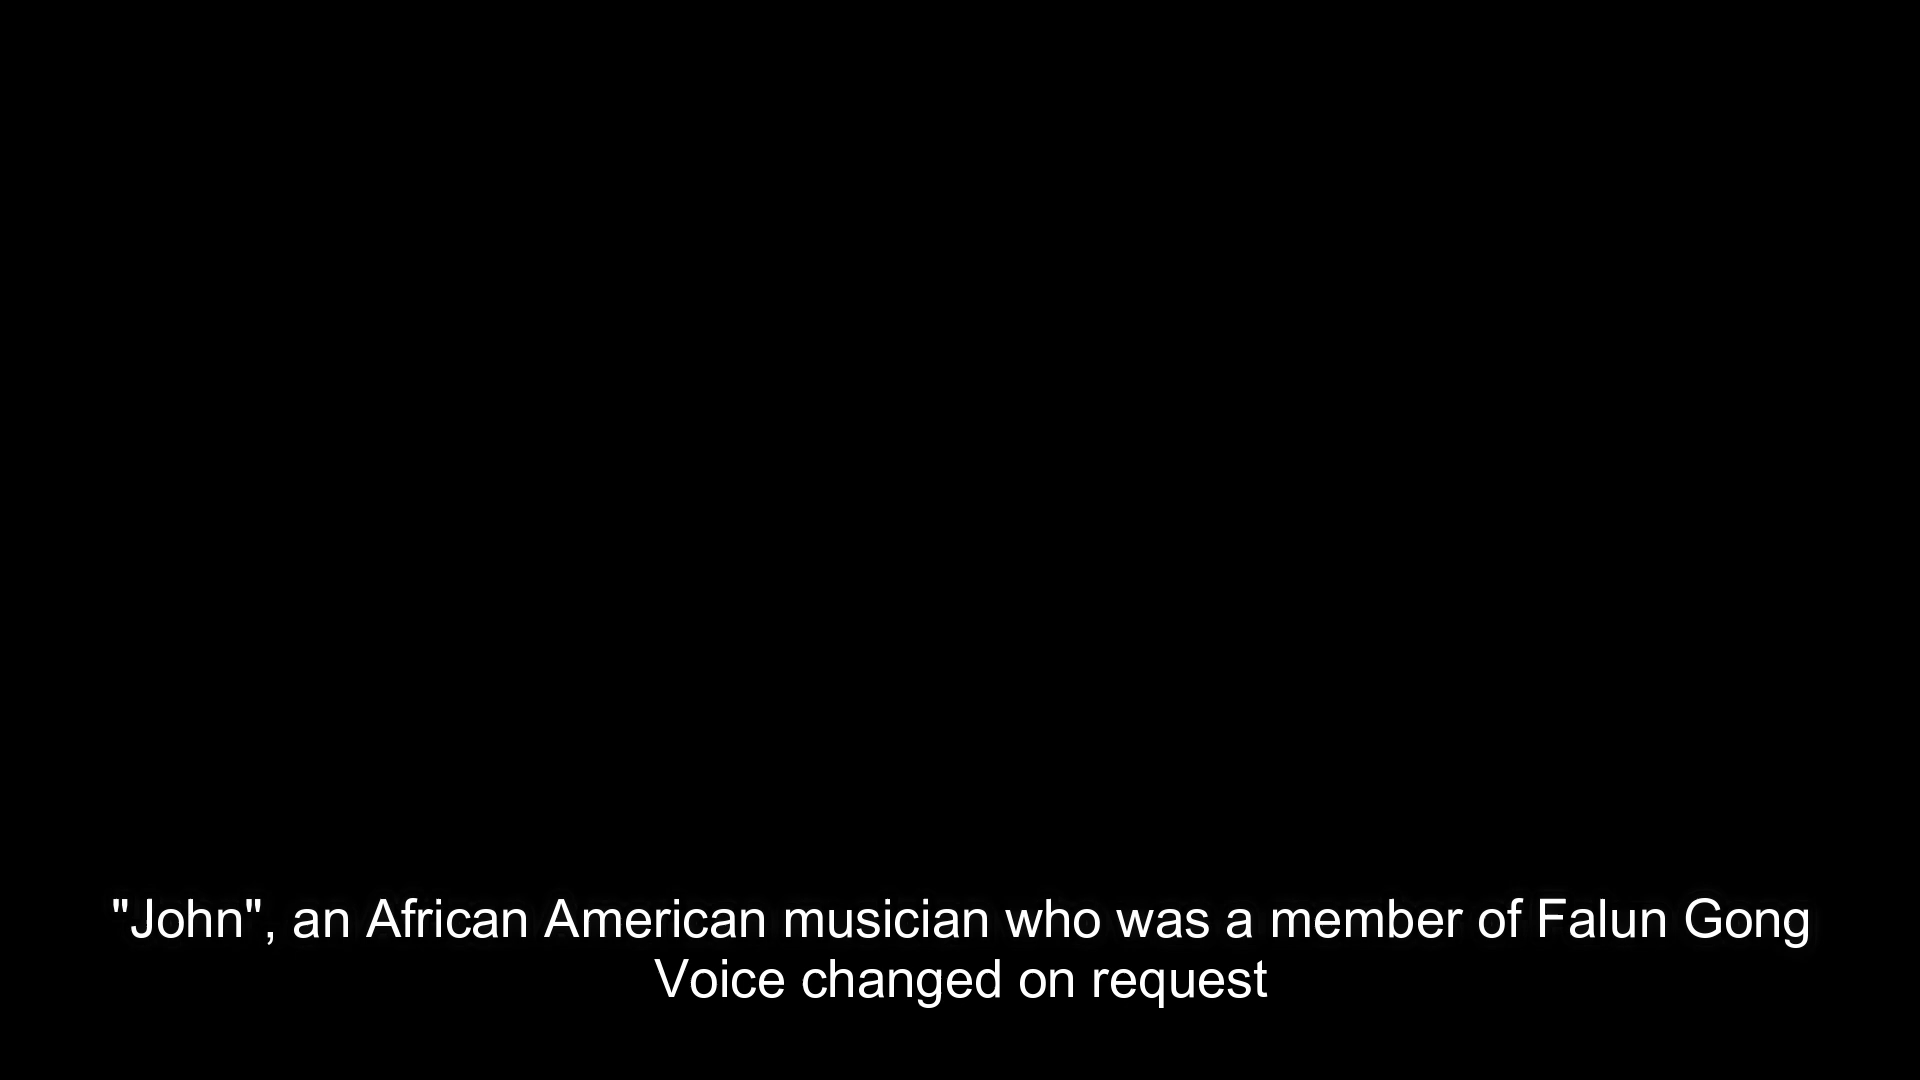 "John", an African American musician who was a member of Falun Gong
Voice changed on request